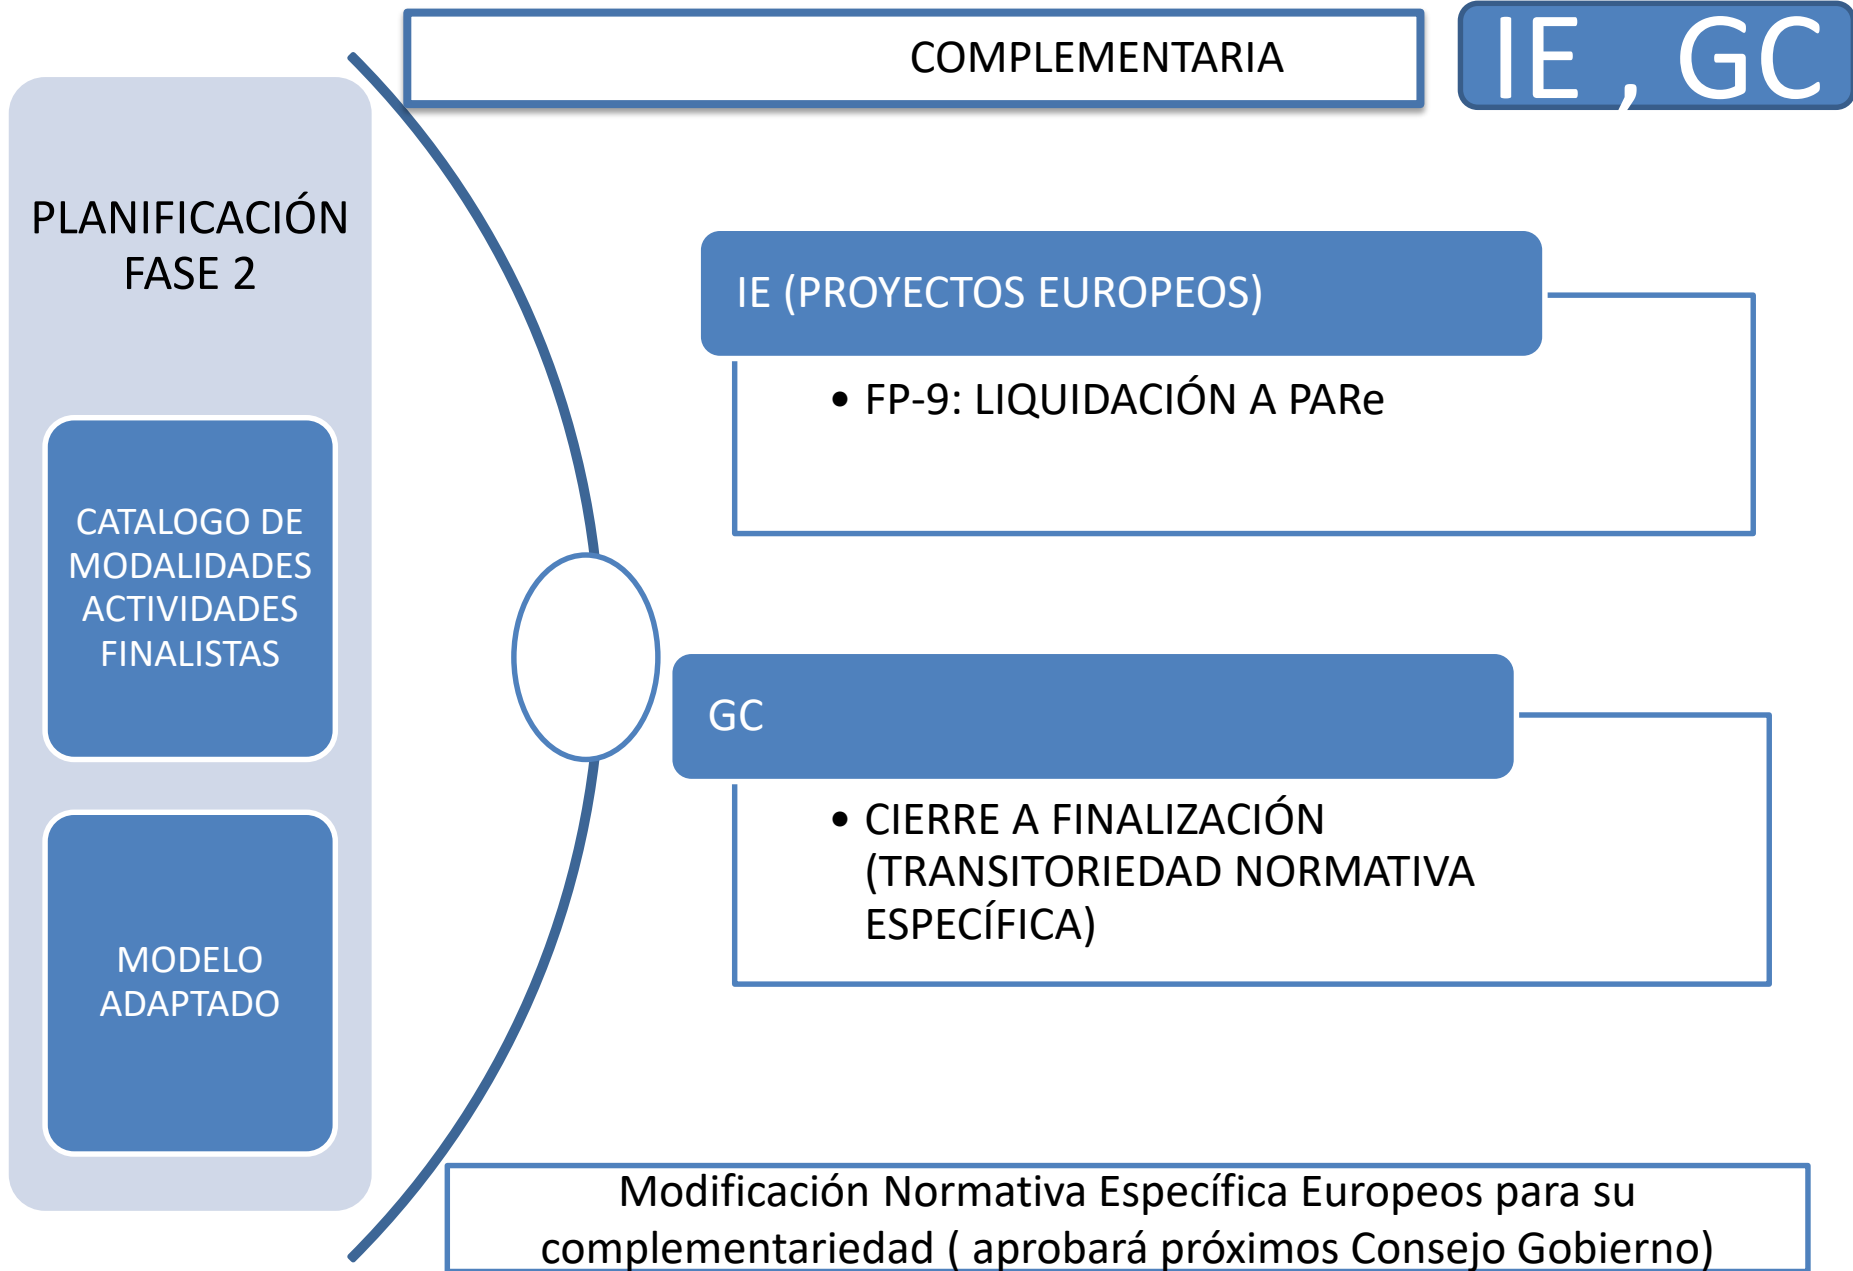 COMPLEMENTARIA
IE , GC
PLANIFICACIÓN
FASE 2
CATALOGO DE
MODALIDADES
ACTIVIDADES
FINALISTAS
MODELO
ADAPTADO
IE (PROYECTOS EUROPEOS)
• FP-9: LIQUIDACIÓN A PARe
GC
• CIERRE A FINALIZACIÓN
(TRANSITORIEDAD NORMATIVA
ESPECÍFICA)
Modificación Normativa Específica Europeos para su
complementariedad ( aprobará próximos Consejo Gobierno)